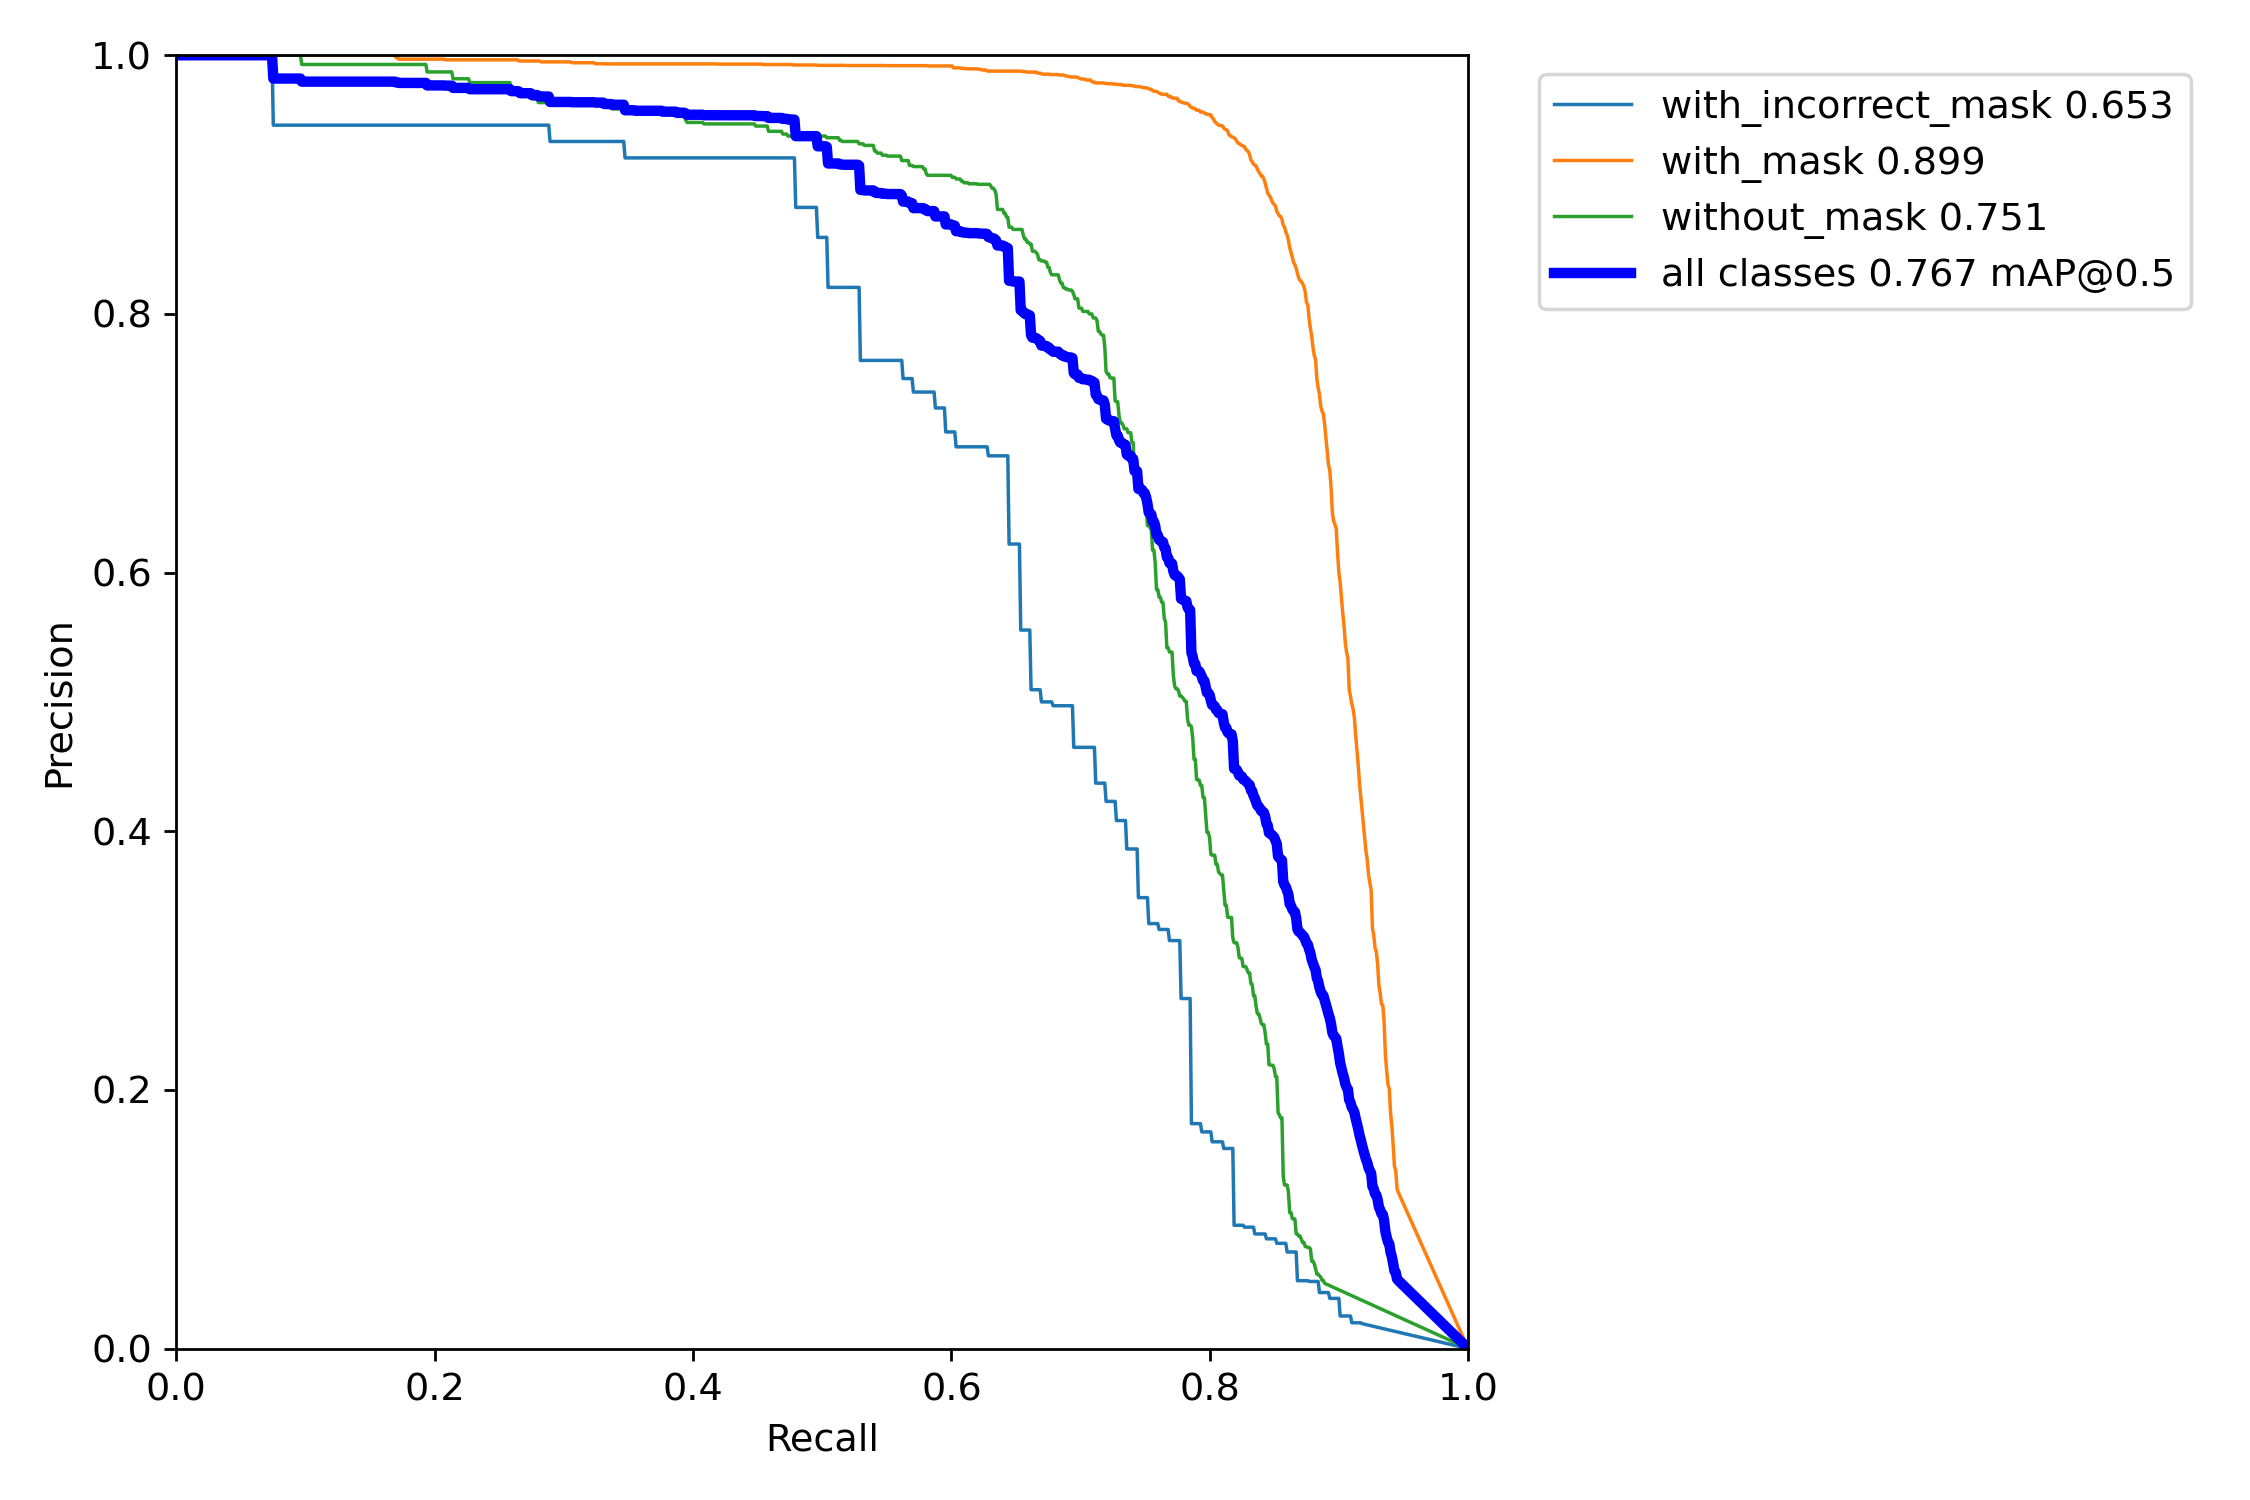 with_incorrect_mask 0.653
with_mask 0.899
without_mask 0.751
all classes 0.767 mAP@0.5
Precision
1.0
0.8
0.6
0.4
0.2
0.0
0.0 0.2 0.4 0.6 0.8 1.0
Recall